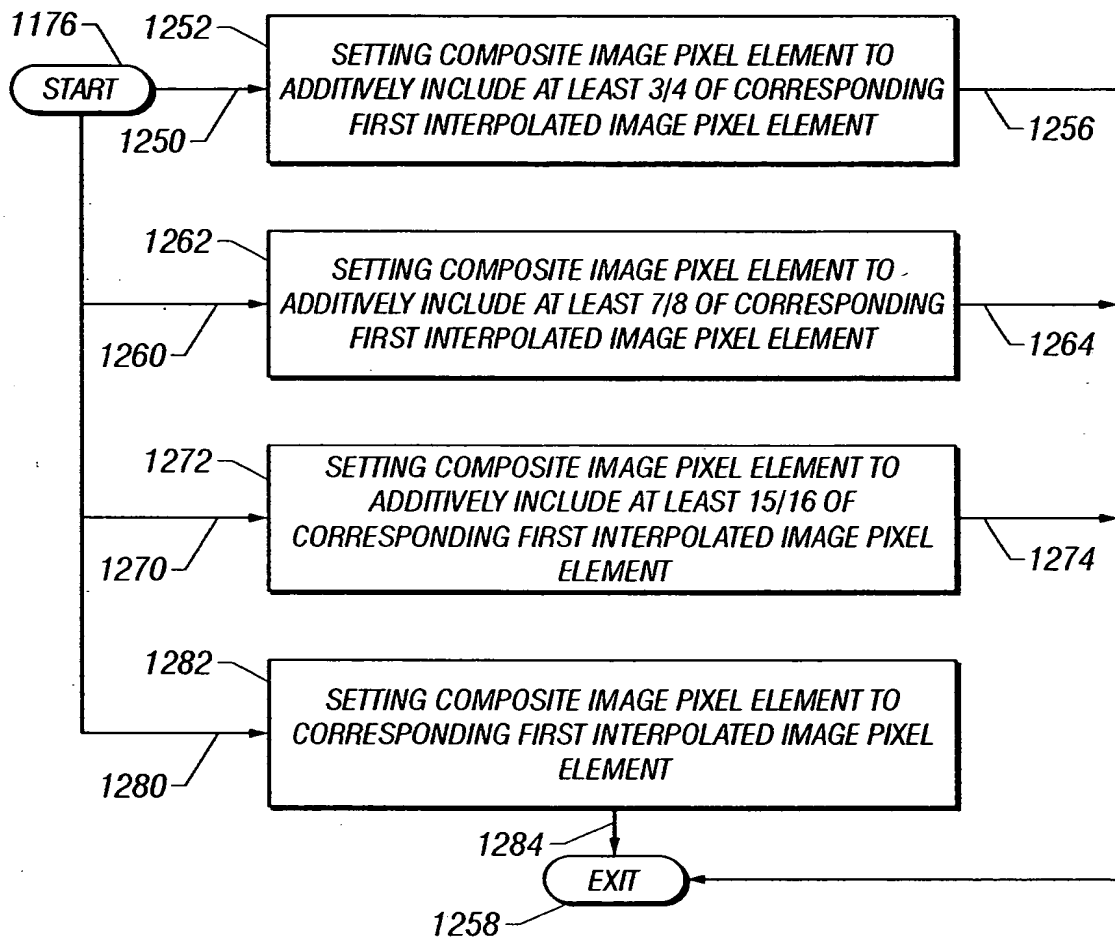 1176
START
1250
1252
SETTING COMPOSITE IMAGE PIXEL ELEMENT TO
ADDITIVELY INCLUDE AT LEAST 3/4 OF CORRESPONDING
FIRST INTERPOLATED IMAGE PIXEL ELEMENT
1256
1262
SETTING COMPOSITE IMAGE PIXEL ELEMENT TO
ADDITIVELY INCLUDE AT LEAST 7/8 OF CORRESPONDING
FIRST INTERPOLATED IMAGE PIXEL ELEMENT
1260
1264
1272
SETTING COMPOSITE IMAGE PIXEL ELEMENT TO
ADDITIVELY INCLUDE AT LEAST 15/16 OF
CORRESPONDING FIRST INTERPOLATED IMAGE PIXEL
ELEMENT
1270
1274
1282
SETTING COMPOSITE IMAGE PIXEL ELEMENT TO
CORRESPONDING FIRST INTERPOLATED IMAGE PIXEL
ELEMENT
1280
1284
EXIT
1258